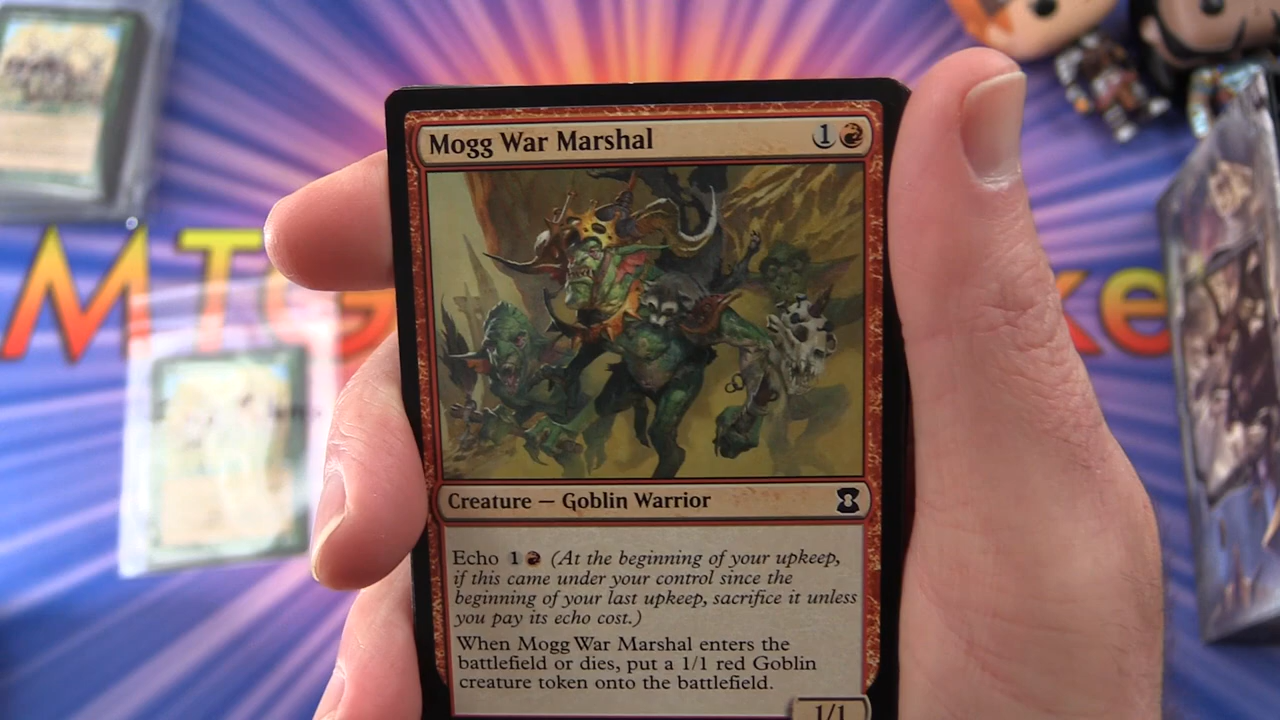 Mogg War Marshal 1
MTG
ke
Creature — Goblin Warrior
Echo 1 (At the beginning of your upkeep,
if this came under your control since the
beginning of your last upkeep, sacrifice it unless
you pay its echo cost.)
When Mogg War Marshal enters the
battlefield or dies, put a 1/1 red Goblin
creature token onto the battlefield.
1/1